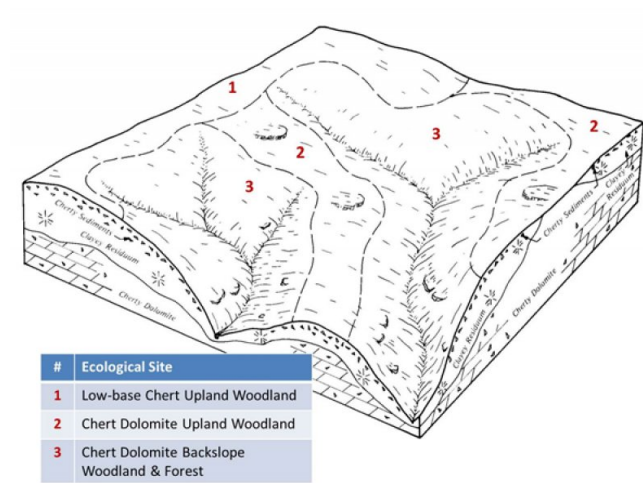 1
2
3
2
3
Cherty Sediments
Clayey Residuum
Cherty Dolomite
Clayey Residuum
Cherty Sediments
Clayey Residuum
Cherty Dolomite
# Ecological Site
1 Low-base Chert Upland Woodland
2 Chert Dolomite Upland Woodland
3 Chert Dolomite Backslope
Woodland & Forest